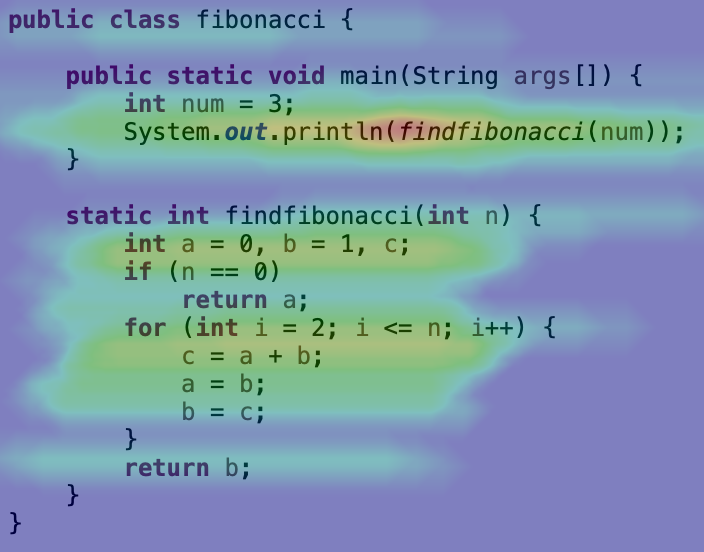 public class fibonacci {
    public static void main(String args[]) {
        int num = 3;
        System.out.println(findfibonacci(num));
    }
    static int findfibonacci(int n) {
        int a = 0, b = 1, c;
        if (n == 0)
            return a;
        for (int i = 2; i <= n; i++) {
            c = a + b;
            a = b;
            b = c;
        }
        return b;
    }
}